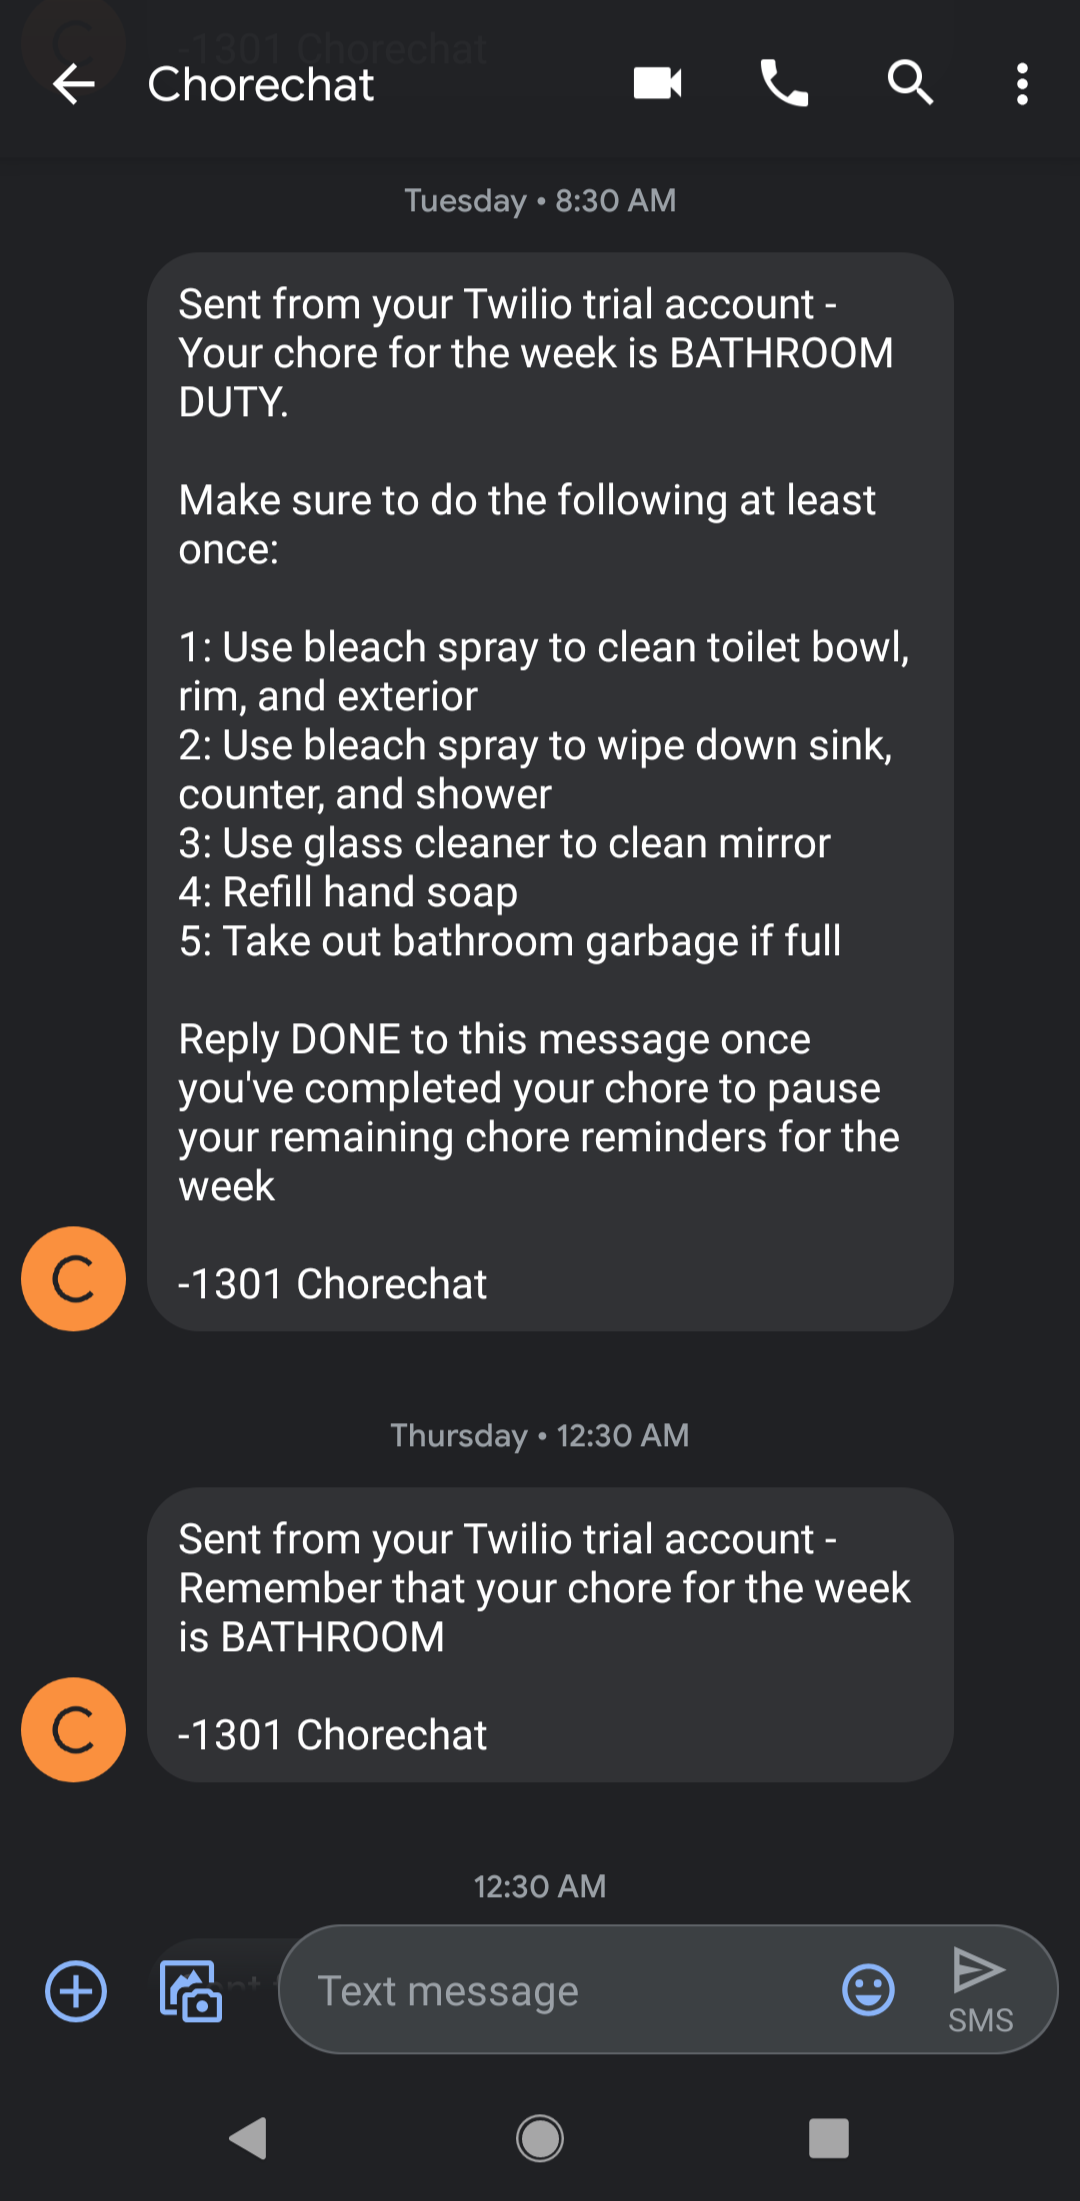 -1301 Chorechat
Chorechat
Tuesday • 8:30 AM
Sent from your Twilio trial account -
Your chore for the week is BATHROOM
DUTY.
Make sure to do the following at least
once:
1: Use bleach spray to clean toilet bowl,
rim, and exterior
2: Use bleach spray to wipe down sink,
counter, and shower
3: Use glass cleaner to clean mirror
4: Refill hand soap
5: Take out bathroom garbage if full
Reply DONE to this message once
you've completed your chore to pause
your remaining chore reminders for the
week
-1301 Chorechat
C
Thursday • 12:30 AM
Sent from your Twilio trial account -
Remember that your chore for the week
is BATHROOM
-1301 Chorechat
C
12:30 AM
Text message
SMS